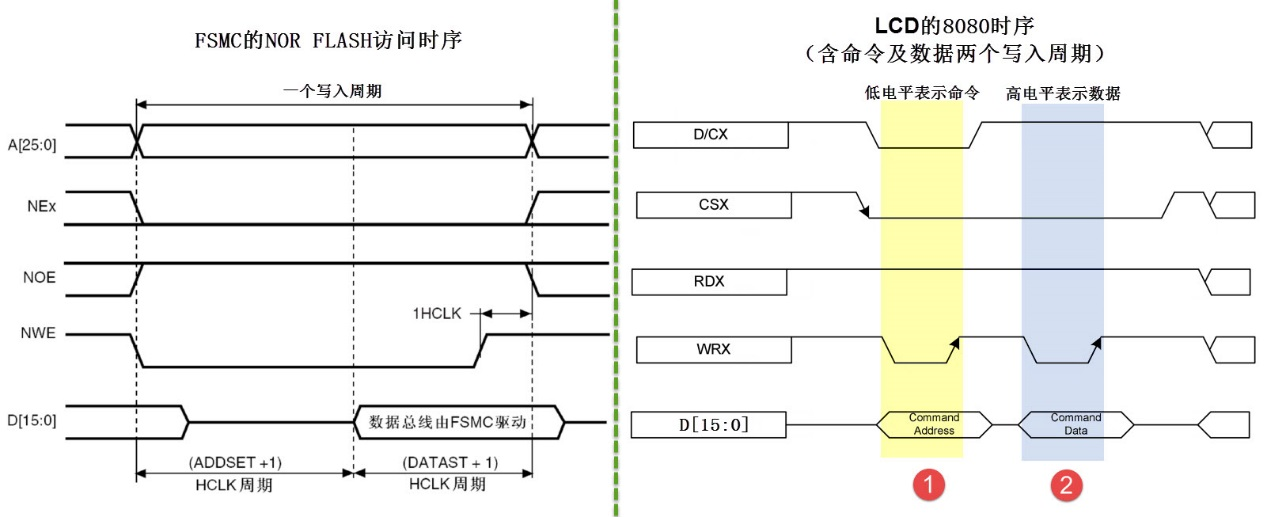 FSMC的NOR FLASH访问时序
一个写入周期
A[25:0]
NEx
NOE
1HCLK
NWE
D[15:0]
数据总线由FSMC驱动
(ADDSET +1)
HCLK 周期
(DATAST + 1)
HCLK 周期
LCD的8080时序
（含命令及数据两个写入周期）
低电平表示命令
高电平表示数据
D/CX
CSX
RDX
WRX
D[15:0]
Command
Address
Command
Data
1
2